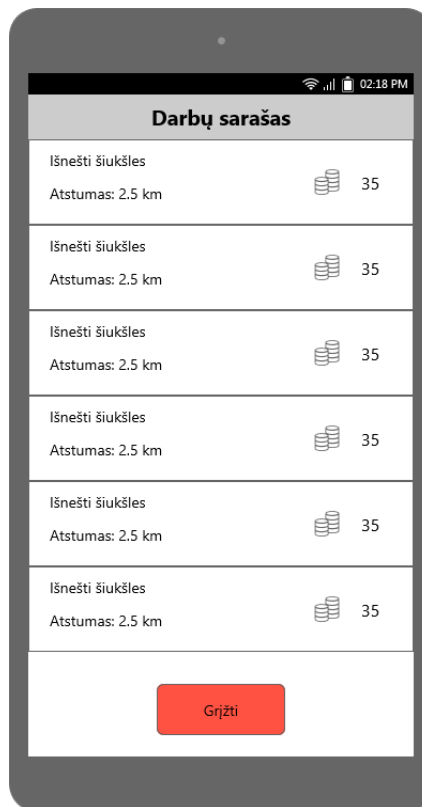 02:18 PM
Darbų sarašas
Išnešti šiukšles
Atstumas: 2.5 km
35
Išnešti šiukšles
Atstumas: 2.5 km
35
Išnešti šiukšles
Atstumas: 2.5 km
35
Išnešti šiukšles
Atstumas: 2.5 km
35
Išnešti šiukšles
Atstumas: 2.5 km
35
Išnešti šiukšles
Atstumas: 2.5 km
35
Grįžti